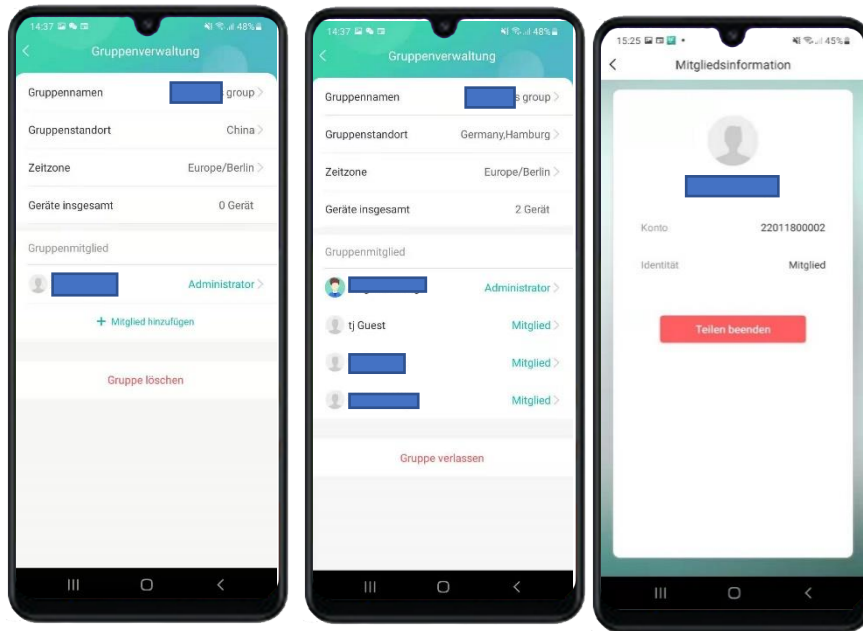 14:37 48%
Gruppenverwaltung
Gruppennamen group
Gruppenstandort China
Zeitzone Europe/Berlin
Geräte insgesamt 0 Gerät
Gruppenmitglied
Administrator
+ Mitglied hinzufügen
Gruppe löschen
14:37 48%
Gruppenverwaltung
Gruppennamen s group
Gruppenstandort Germany,Hamburg
Zeitzone Europe/Berlin
Geräte insgesamt 2 Gerät
Gruppenmitglied
Administrator
tj Guest Mitglied
Mitglied
Mitglied
Gruppe verlassen
15:25 45%
Mitgliedsinformation
Konto 22011800002
Identität Mitglied
Teilen beenden